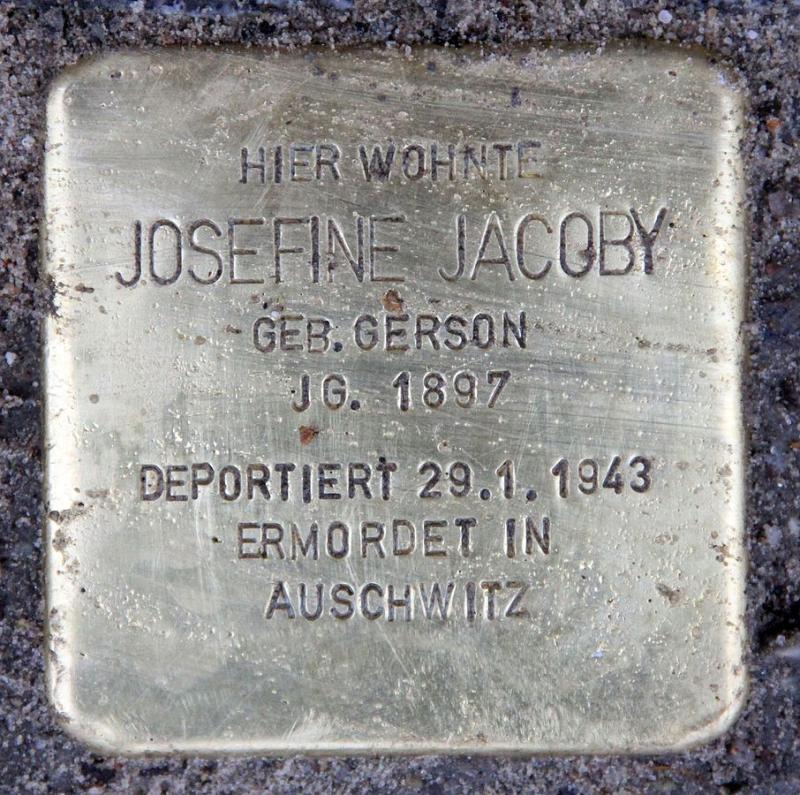 HIER WOHNTE
JOSEFINE JACOBY
GEB. GERSON
JG. 1897
DEPORTIERT 29.1.1943
ERMORDET IN
AUSCHWITZ